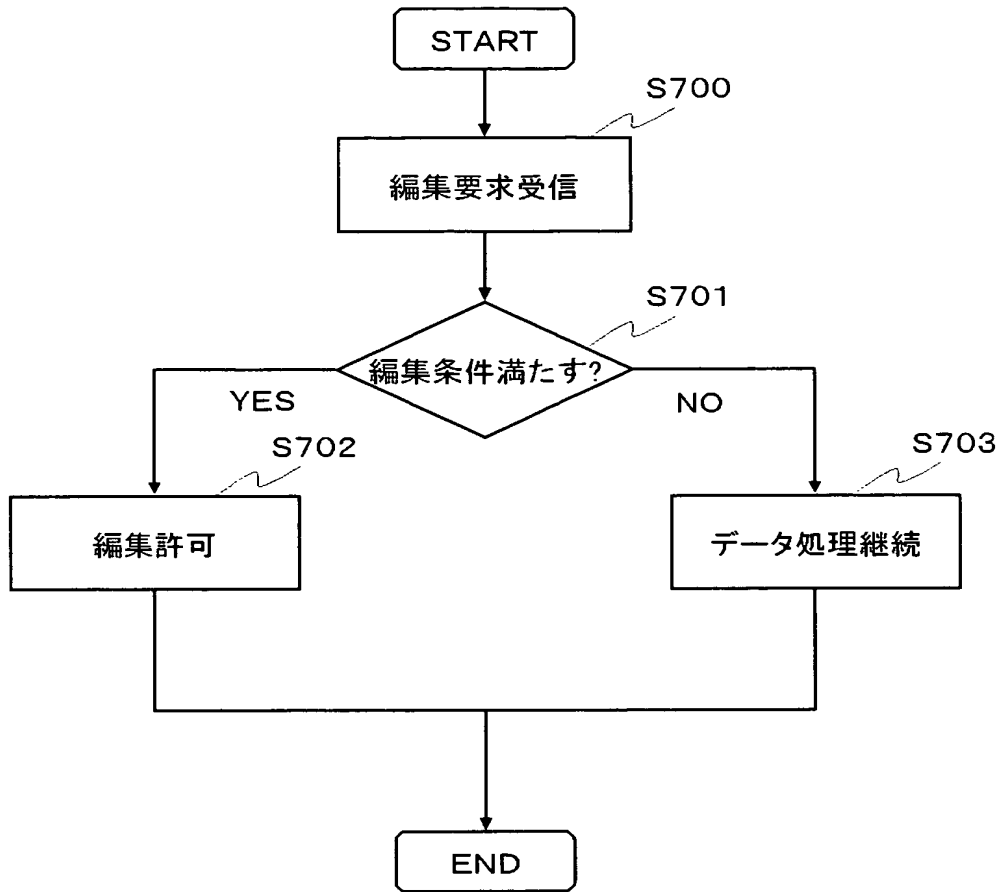 START
S700
編集要求受信
S701
編集条件満たす?
YES
NO
S702
S703
編集許可
データ処理継続
END